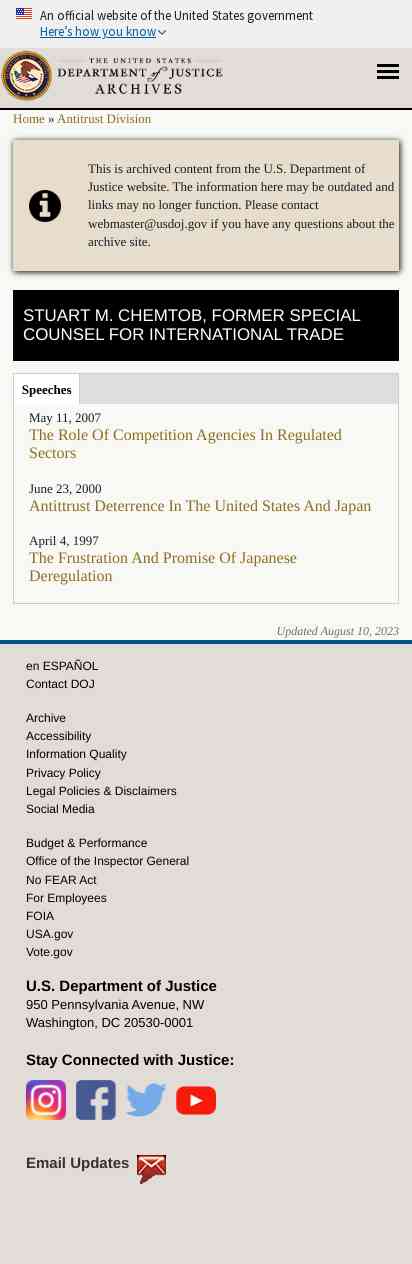 An official website of the United States government
Here's how you know
THE UNITED STATES
DEPARTMENT of JUSTICE
ARCHIVES
Home » Antitrust Division
This is archived content from the U.S. Department of
Justice website. The information here may be outdated and
links may no longer function. Please contact
webmaster@usdoj.gov if you have any questions about the
archive site.
STUART M. CHEMTOB, FORMER SPECIAL
COUNSEL FOR INTERNATIONAL TRADE
Speeches
May 11, 2007
The Role Of Competition Agencies In Regulated
Sectors
June 23, 2000
Antittrust Deterrence In The United States And Japan
April 4, 1997
The Frustration And Promise Of Japanese
Deregulation
Updated August 10, 2023
en ESPAÑOL
Contact DOJ
Archive
Accessibility
Information Quality
Privacy Policy
Legal Policies & Disclaimers
Social Media
Budget & Performance
Office of the Inspector General
No FEAR Act
For Employees
FOIA
USA.gov
Vote.gov
U.S. Department of Justice
950 Pennsylvania Avenue, NW
Washington, DC 20530-0001
Stay Connected with Justice:
Email Updates